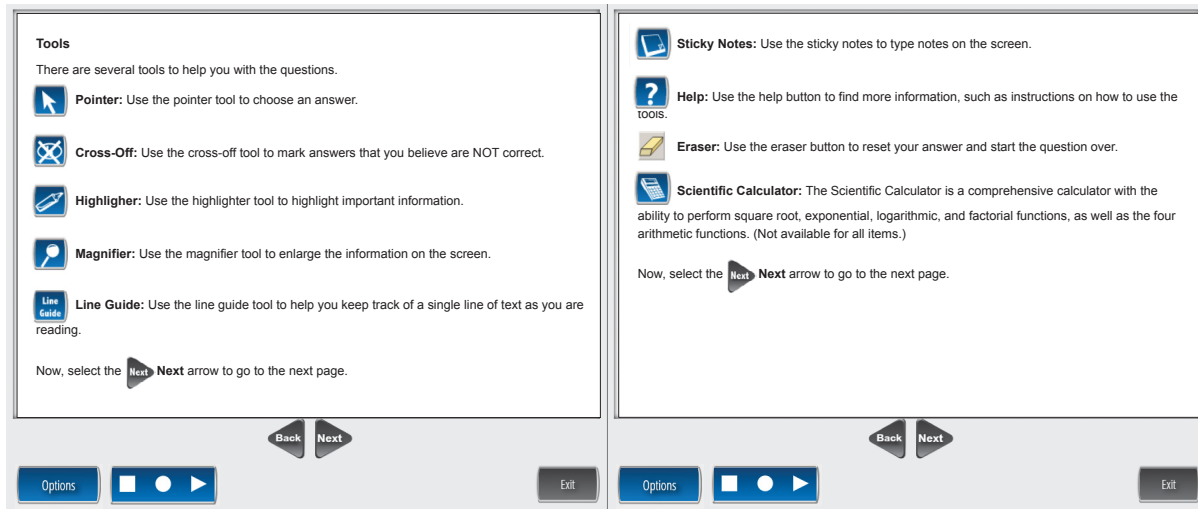 Tools
There are several tools to help you with the questions.
Pointer: Use the pointer tool to choose an answer.
Cross-Off: Use the cross-off tool to mark answers that you believe are NOT correct.
Highligher: Use the highlighter tool to highlight important information.
Magnifier: Use the magnifier tool to enlarge the information on the screen.
Line
Guide
Line Guide: Use the line guide tool to help you keep track of a single line of text as you are
reading.
Now, select the Next Next arrow to go to the next page.
Back Next
Options
Exit
Sticky Notes: Use the sticky notes to type notes on the screen.
? Help: Use the help button to find more information, such as instructions on how to use the
tools.
Eraser: Use the eraser button to reset your answer and start the question over.
Scientific Calculator: The Scientific Calculator is a comprehensive calculator with the
ability to perform square root, exponential, logarithmic, and factorial functions, as well as the four
arithmetic functions. (Not available for all items.)
Now, select the Next Next arrow to go to the next page.
Back Next
Options
Exit